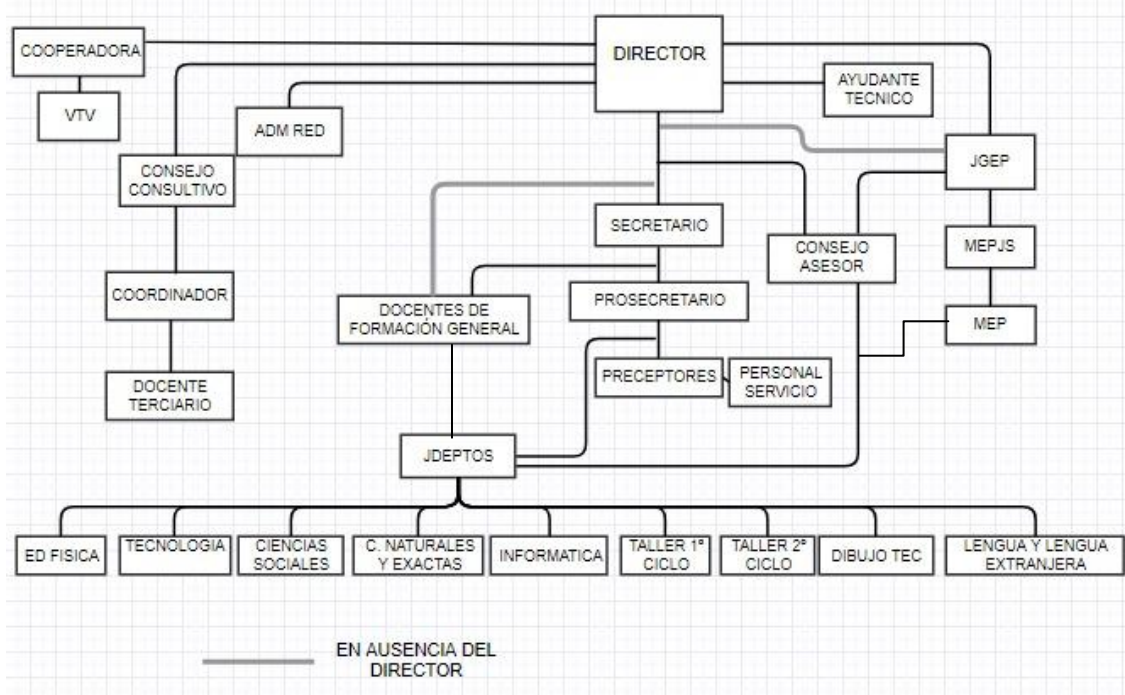 COOPERADORA
DIRECTOR
VTV
ADM RED
AYUDANTE
TECNICO
CONSEJO
CONSULTIVO
JGEP
SECRETARIO
CONSEJO
ASESOR
MEPJS
COORDINADOR
DOCENTES DE
FORMACIÓN GENERAL
PROSECRETARIO
MEP
DOCENTE
TERCIARIO
PRECEPTORES
PERSONAL
SERVICIO
JDEPTOS
ED FISICA
TECNOLOGIA
CIENCIAS
SOCIALES
C. NATURALES
Y EXACTAS
INFORMATICA
TALLER 1º
CICLO
TALLER 2º
CICLO
DIBUJO TEC
LENGUA Y LENGUA
EXTRANJERA
EN AUSENCIA DEL
DIRECTOR